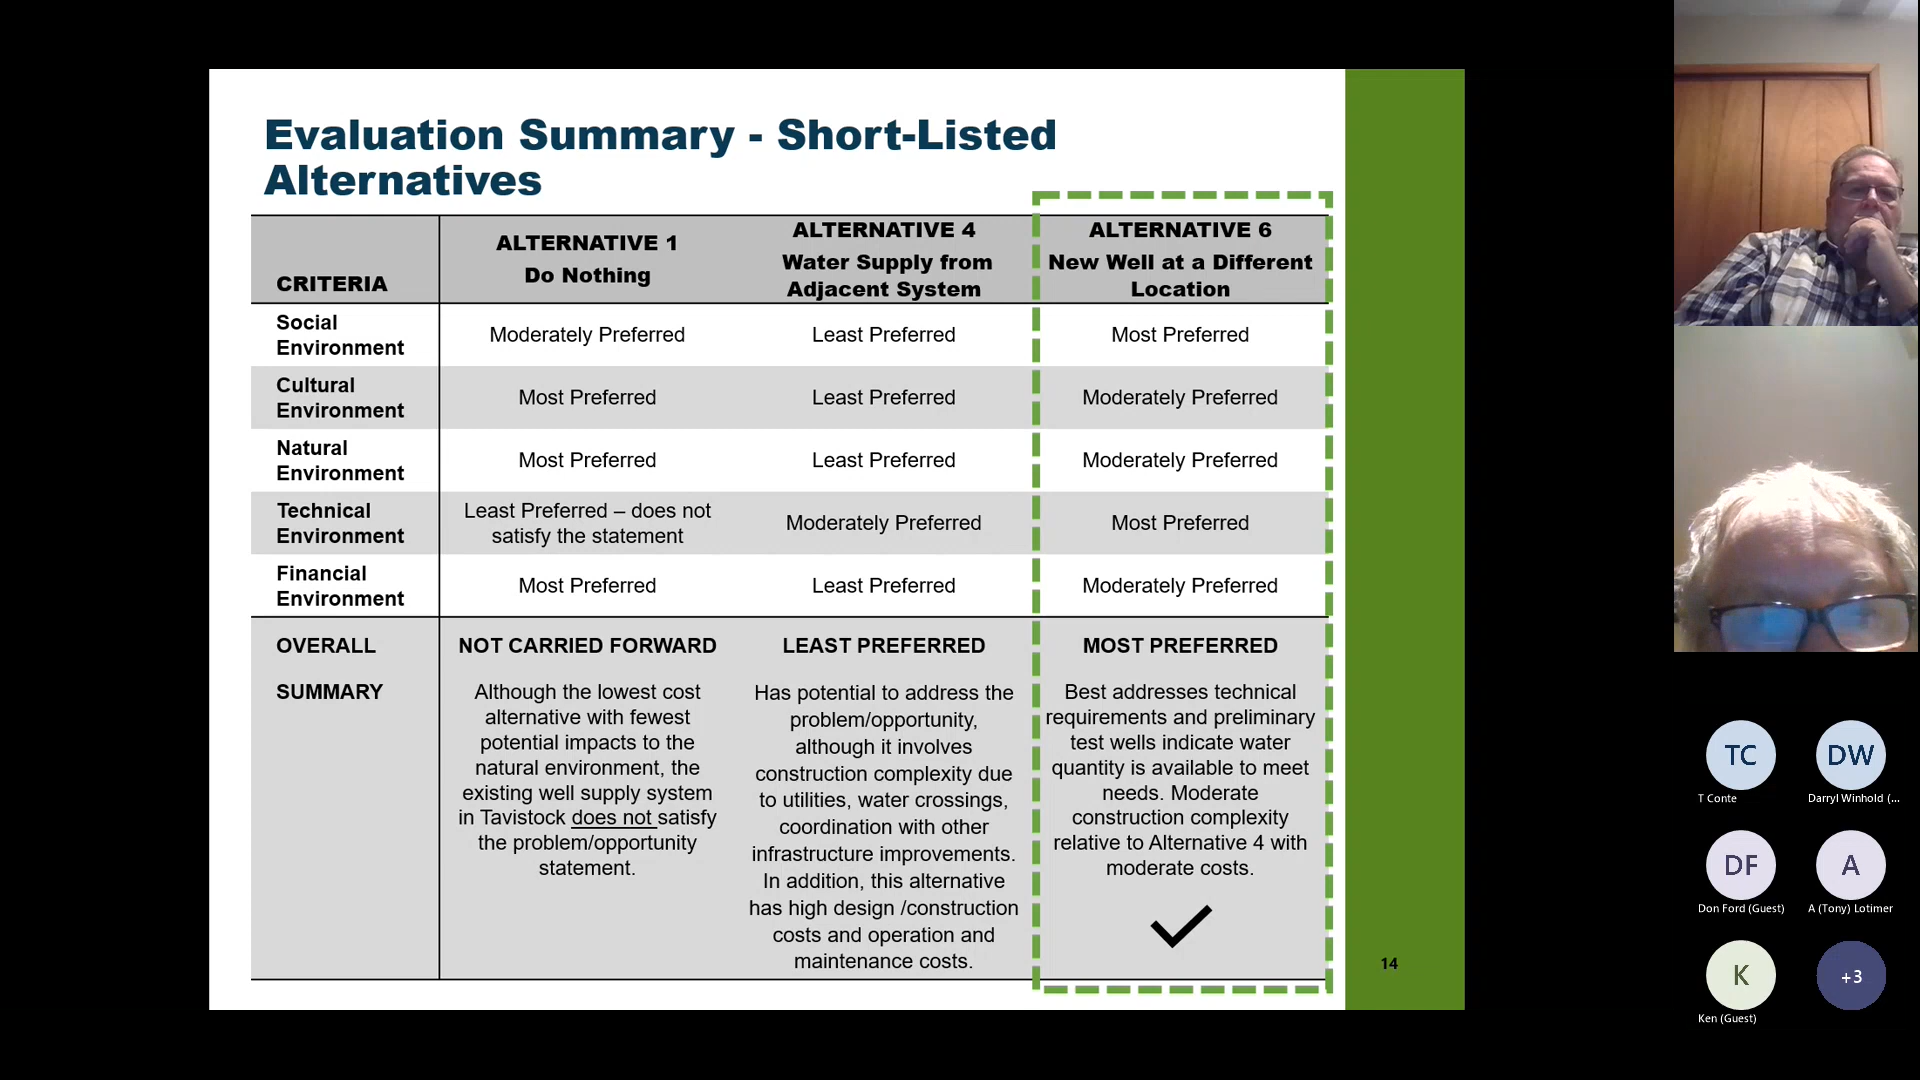 Evaluation Summary - Short-Listed
Alternatives
CRITERIA
ALTERNATIVE 1
Do Nothing
ALTERNATIVE 4
Water Supply from
Adjacent System
ALTERNATIVE 6
New Well at a Different
Location
Social
Environment
Moderately Preferred
Least Preferred
Most Preferred
Cultural
Environment
Most Preferred
Least Preferred
Moderately Preferred
Natural
Environment
Most Preferred
Least Preferred
Moderately Preferred
Technical
Environment
Least Preferred – does not
satisfy the statement
Moderately Preferred
Most Preferred
Financial
Environment
Most Preferred
Least Preferred
Moderately Preferred
OVERALL
NOT CARRIED FORWARD
LEAST PREFERRED
MOST PREFERRED
SUMMARY
Although the lowest cost
alternative with fewest
potential impacts to the
natural environment, the
existing well supply system
in Tavistock does not satisfy
the problem/opportunity
statement.
Has potential to address the
problem/opportunity,
although it involves
construction complexity due
to utilities, water crossings,
coordination with other
infrastructure improvements.
In addition, this alternative
has high design /construction
costs and operation and
maintenance costs.
Best addresses technical
requirements and preliminary
test wells indicate water
quantity is available to meet
needs. Moderate
construction complexity
relative to Alternative 4 with
moderate costs.
14
TC
T Conte
DW
Darryl Winhold (...
DF
Don Ford (Guest)
A
A (Tony) Lotimer
K
Ken (Guest)
+3